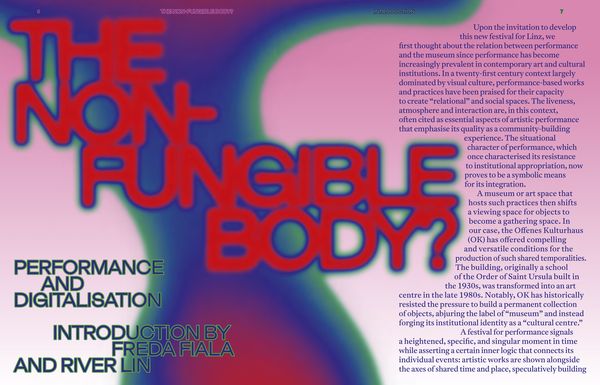 6
THE NON-FUNGIBLE BODY?
INTRODUCTION
7
THE
NON-
FUNGIBLE
BODY?
PERFORMANCE
AND
DIGITALISATION
INTRODUCTION BY
FREDA FIALA
AND RIVER LIN
Upon the invitation to develop
this new festival for Linz, we
first thought about the relation between performance
and the museum since performance has become
increasingly prevalent in contemporary art and cultural
institutions. In a twenty-first century context largely
dominated by visual culture, performance-based works
and practices have been praised for their capacity
to create “relational” and social spaces. The liveness,
atmosphere and interaction are, in this context,
often cited as essential aspects of artistic performance
that emphasise its quality as a community-building
experience. The situational
character of performance, which
once characterised its resistance
to institutional appropriation, now
proves to be a symbolic means
for its integration.
A museum or art space that
hosts such practices then shifts
a viewing space for objects to
become a gathering space. In
our case, the Offenes Kulturhaus
(OK) has offered compelling
and versatile conditions for the
production of such shared temporalities.
The building, originally a school
of the Order of Saint Ursula built in
the 1930s, was transformed into an art
centre in the late 1980s. Notably, OK has historically
resisted the pressure to build a permanent collection
of objects, abjuring the label of “museum” and instead
forging its institutional identity as a “cultural centre.”
A festival for performance signals
a heightened, specific, and singular moment in time
while asserting a certain inner logic that connects its
individual events: artistic works are shown alongside
the axes of shared time and place, speculatively building